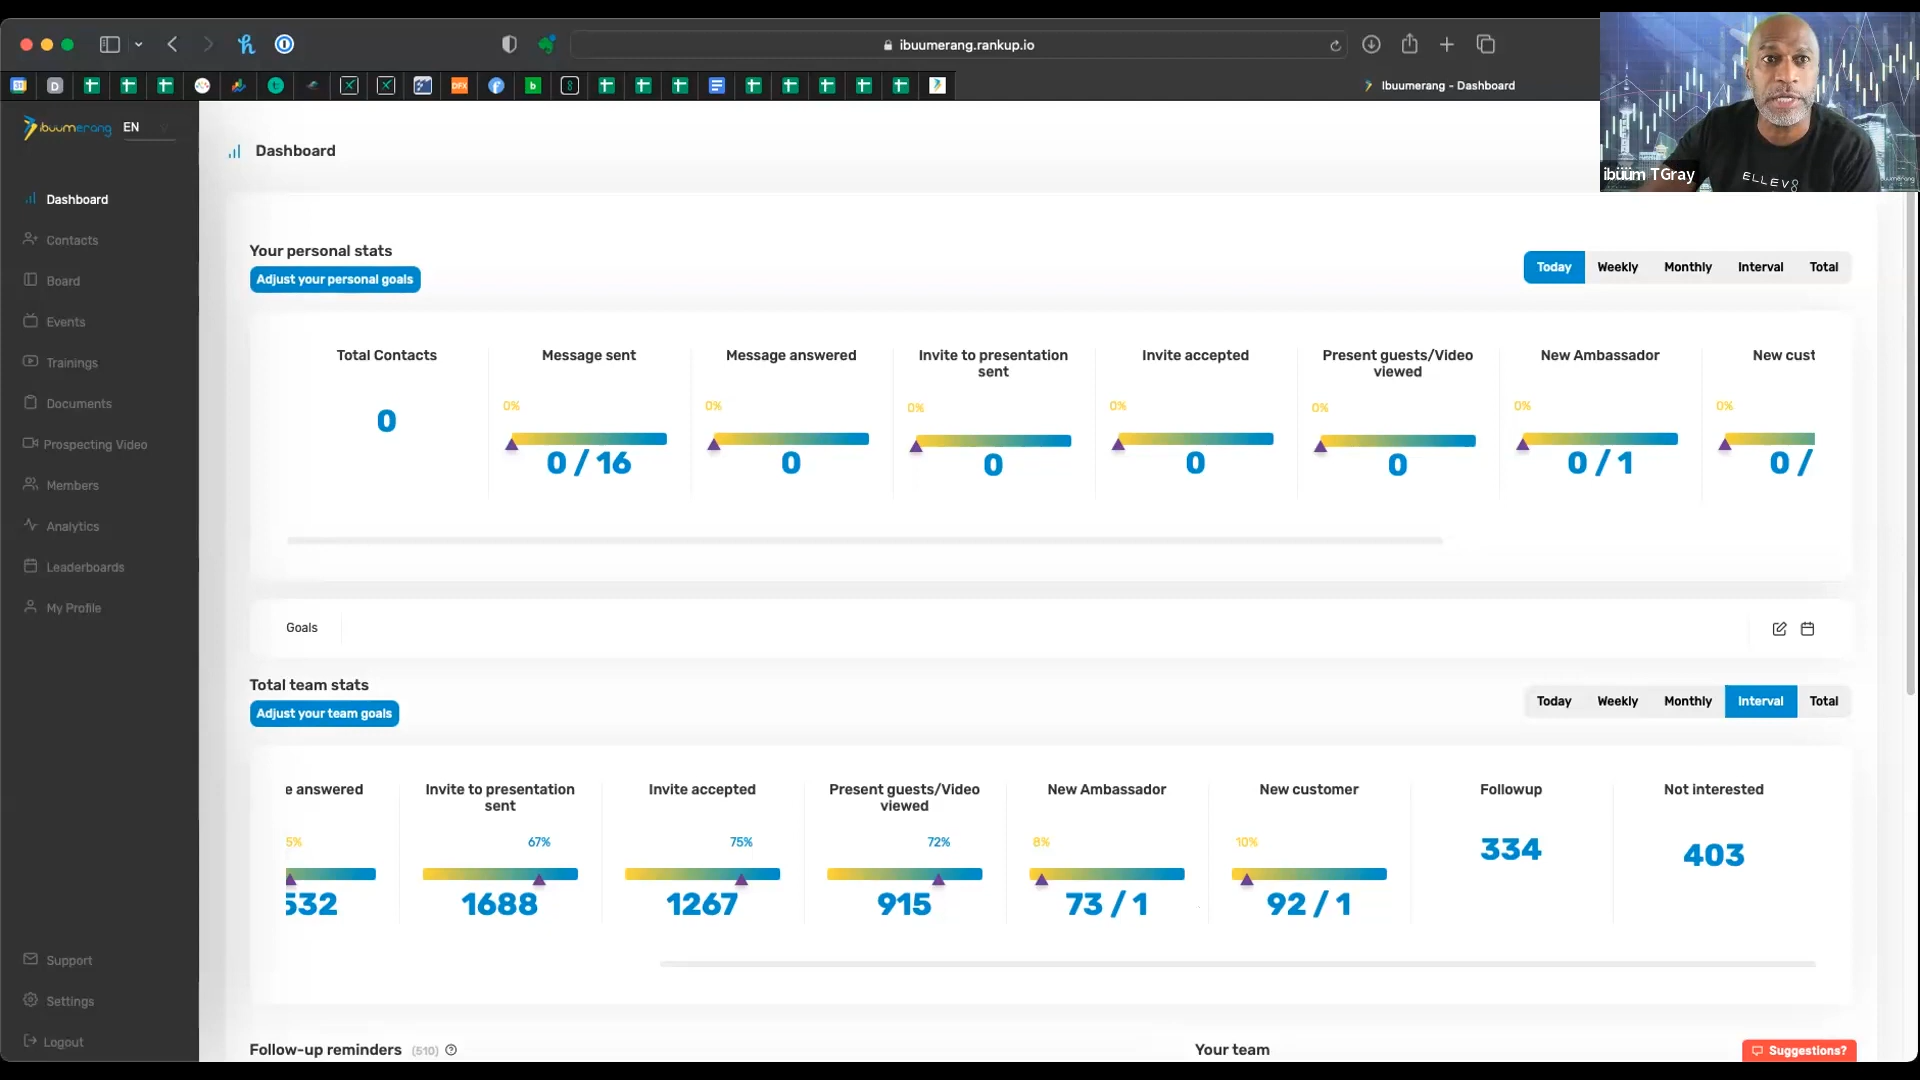 ibuumerang.rankup.io
Ibuumerang - Dashboard
ibuumerang EN
Dashboard
Contacts
Board
Events
Trainings
Documents
Prospecting Video
Members
Analytics
Leaderboards
My Profile
Support
Settings
Logout
ELLEV8
ibüüm TGray
Dashboard
Your personal stats
Adjust your personal goals
Today Weekly Monthly Interval Total
Total Contacts
0
Message sent
0%
0 / 16
Message answered
0%
0
Invite to presentation
sent
0%
0
Invite accepted
0%
0
Present guests/Video
viewed
0%
0
New Ambassador
0%
0 / 1
New cust
0%
0 /
Goals
Total team stats
Adjust your team goals
Today Weekly Monthly Interval Total
e answered
5%
532
Invite to presentation
sent
67%
1688
Invite accepted
75%
1267
Present guests/Video
viewed
72%
915
New Ambassador
8%
73 / 1
New customer
10%
92 / 1
Followup
334
Not interested
403
Follow-up reminders (510)
Your team
Suggestions?